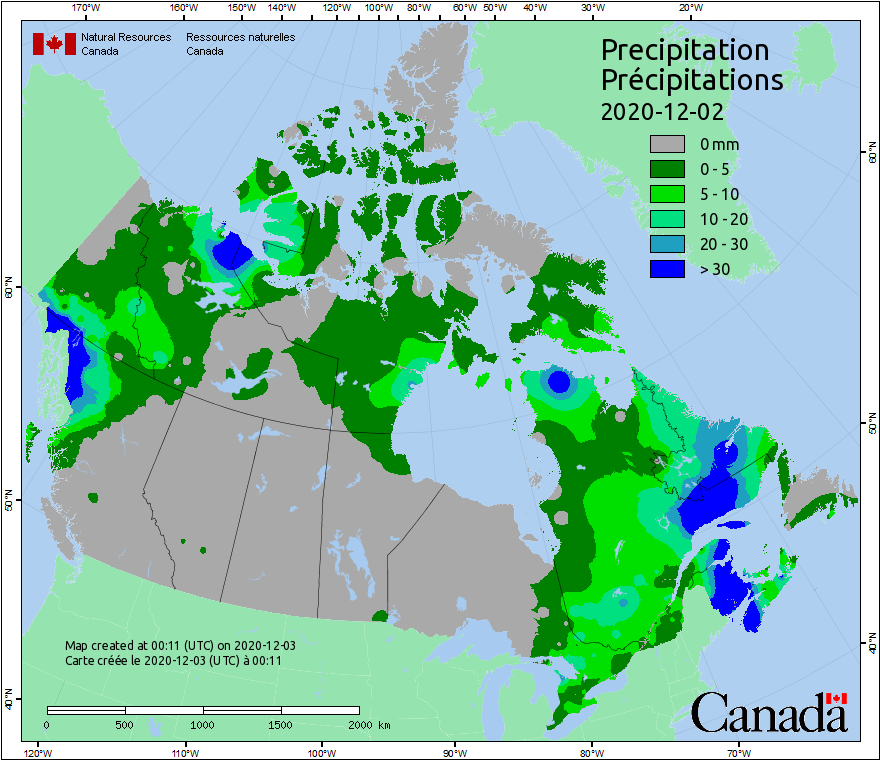 170°W 160°W 150°W 140°W 130°W 120°W 110°W 100°W 90°W 80°W 70°W 60°W 50°W 40°W 30°W 20°W
Natural Resources Canada
Ressources naturelles Canada
Precipitation
Précipitations
2020-12-02
0 mm
0 - 5
5 - 10
10 - 20
20 - 30
> 30
60°N
50°N
40°N
60°N
50°N
40°N
Map created at 00:11 (UTC) on 2020-12-03
Carte créée le 2020-12-03 (UTC) à 00:11
0 500 1000 1500 2000 km
Canada
120°W 110°W 100°W 90°W 80°W 70°W